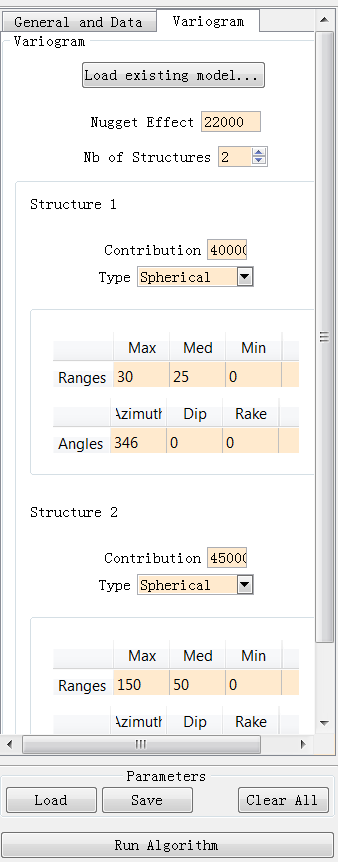 General and Data Variogram
Variogram
Load existing model...
Nugget Effect 22000
Nb of Structures 2
Structure 1
Contribution 40000
Type Spherical
Max Med Min
Ranges 30 25 0
Azimuth Dip Rake
Angles 346 0 0
Structure 2
Contribution 45000
Type Spherical
Max Med Min
Ranges 150 50 0
Azimuth Dip Rake
Parameters
Load Save Clear All
Run Algorithm